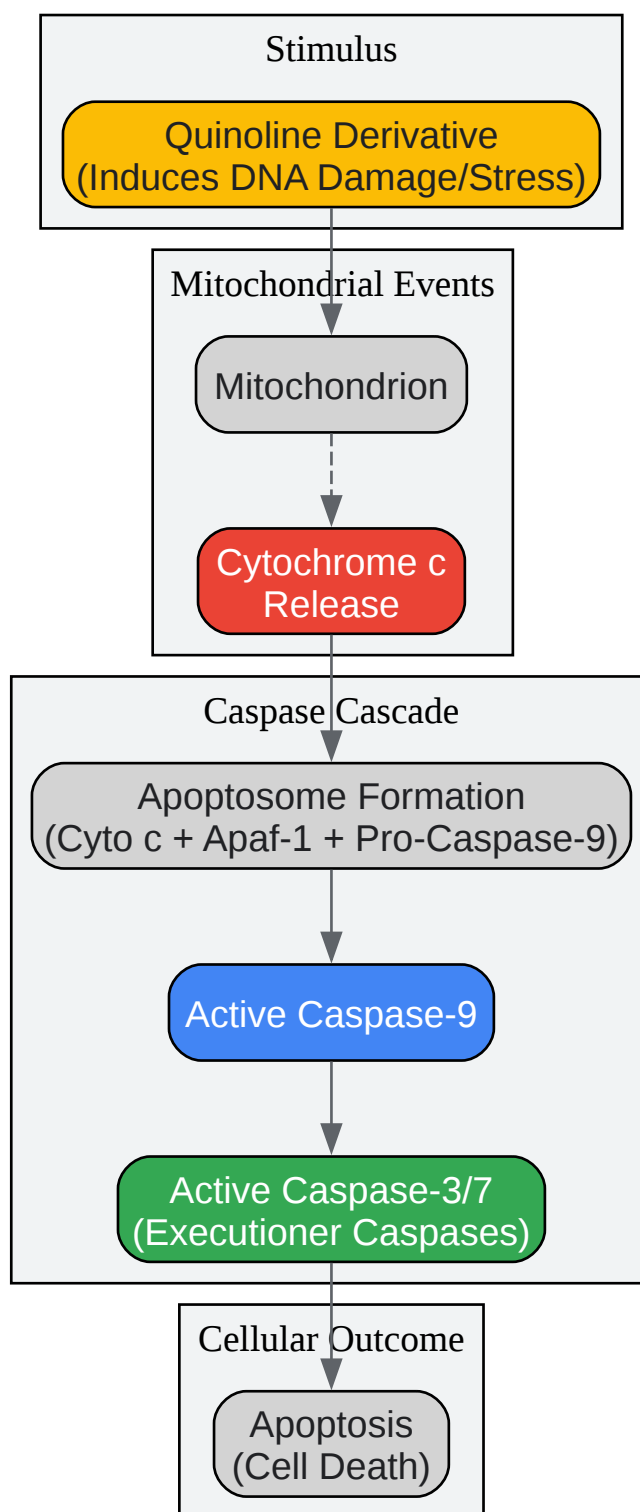 Stimulus
Quinoline Derivative
(Induces DNA Damage/Stress)
Mitochondrial Events
Mitochondrion
Cytochrome c
Release
Caspase Cascade
Apoptosome Formation
(Cyto c + Apaf-1 + Pro-Caspase-9)
Active Caspase-9
Active Caspase-3/7
(Executioner Caspases)
Cellular Outcome
Apoptosis
(Cell Death)